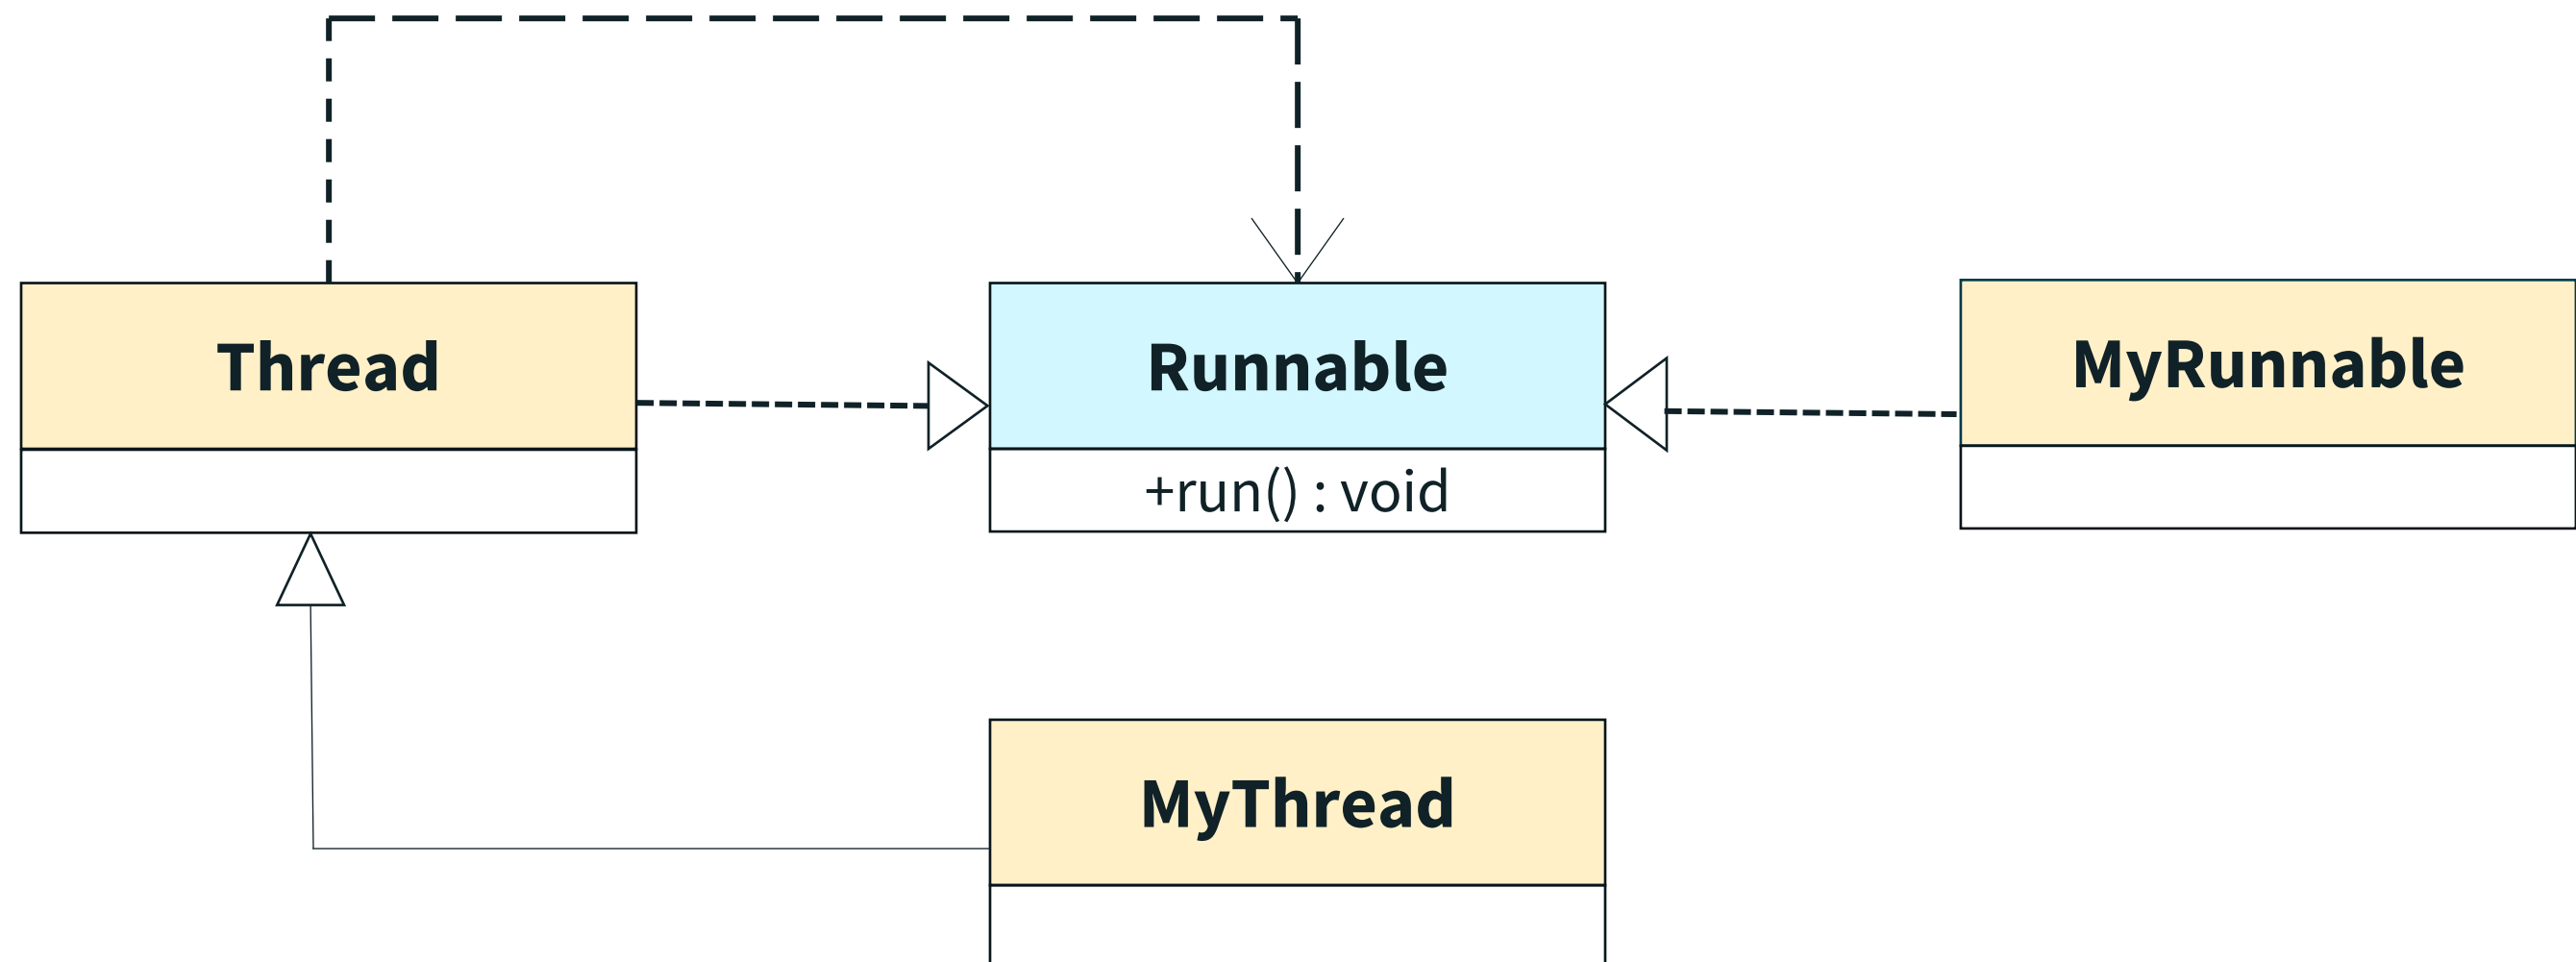 Thread
Runnable
+run() : void
MyRunnable
MyThread